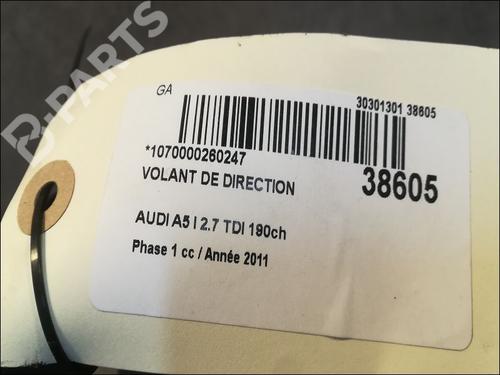 B-PARTS
GA
30301301 38605
*1070000260247
VOLANT DE DIRECTION
38605
AUDI A5 I 2.7 TDI 190ch
Phase 1 cc / Année 2011